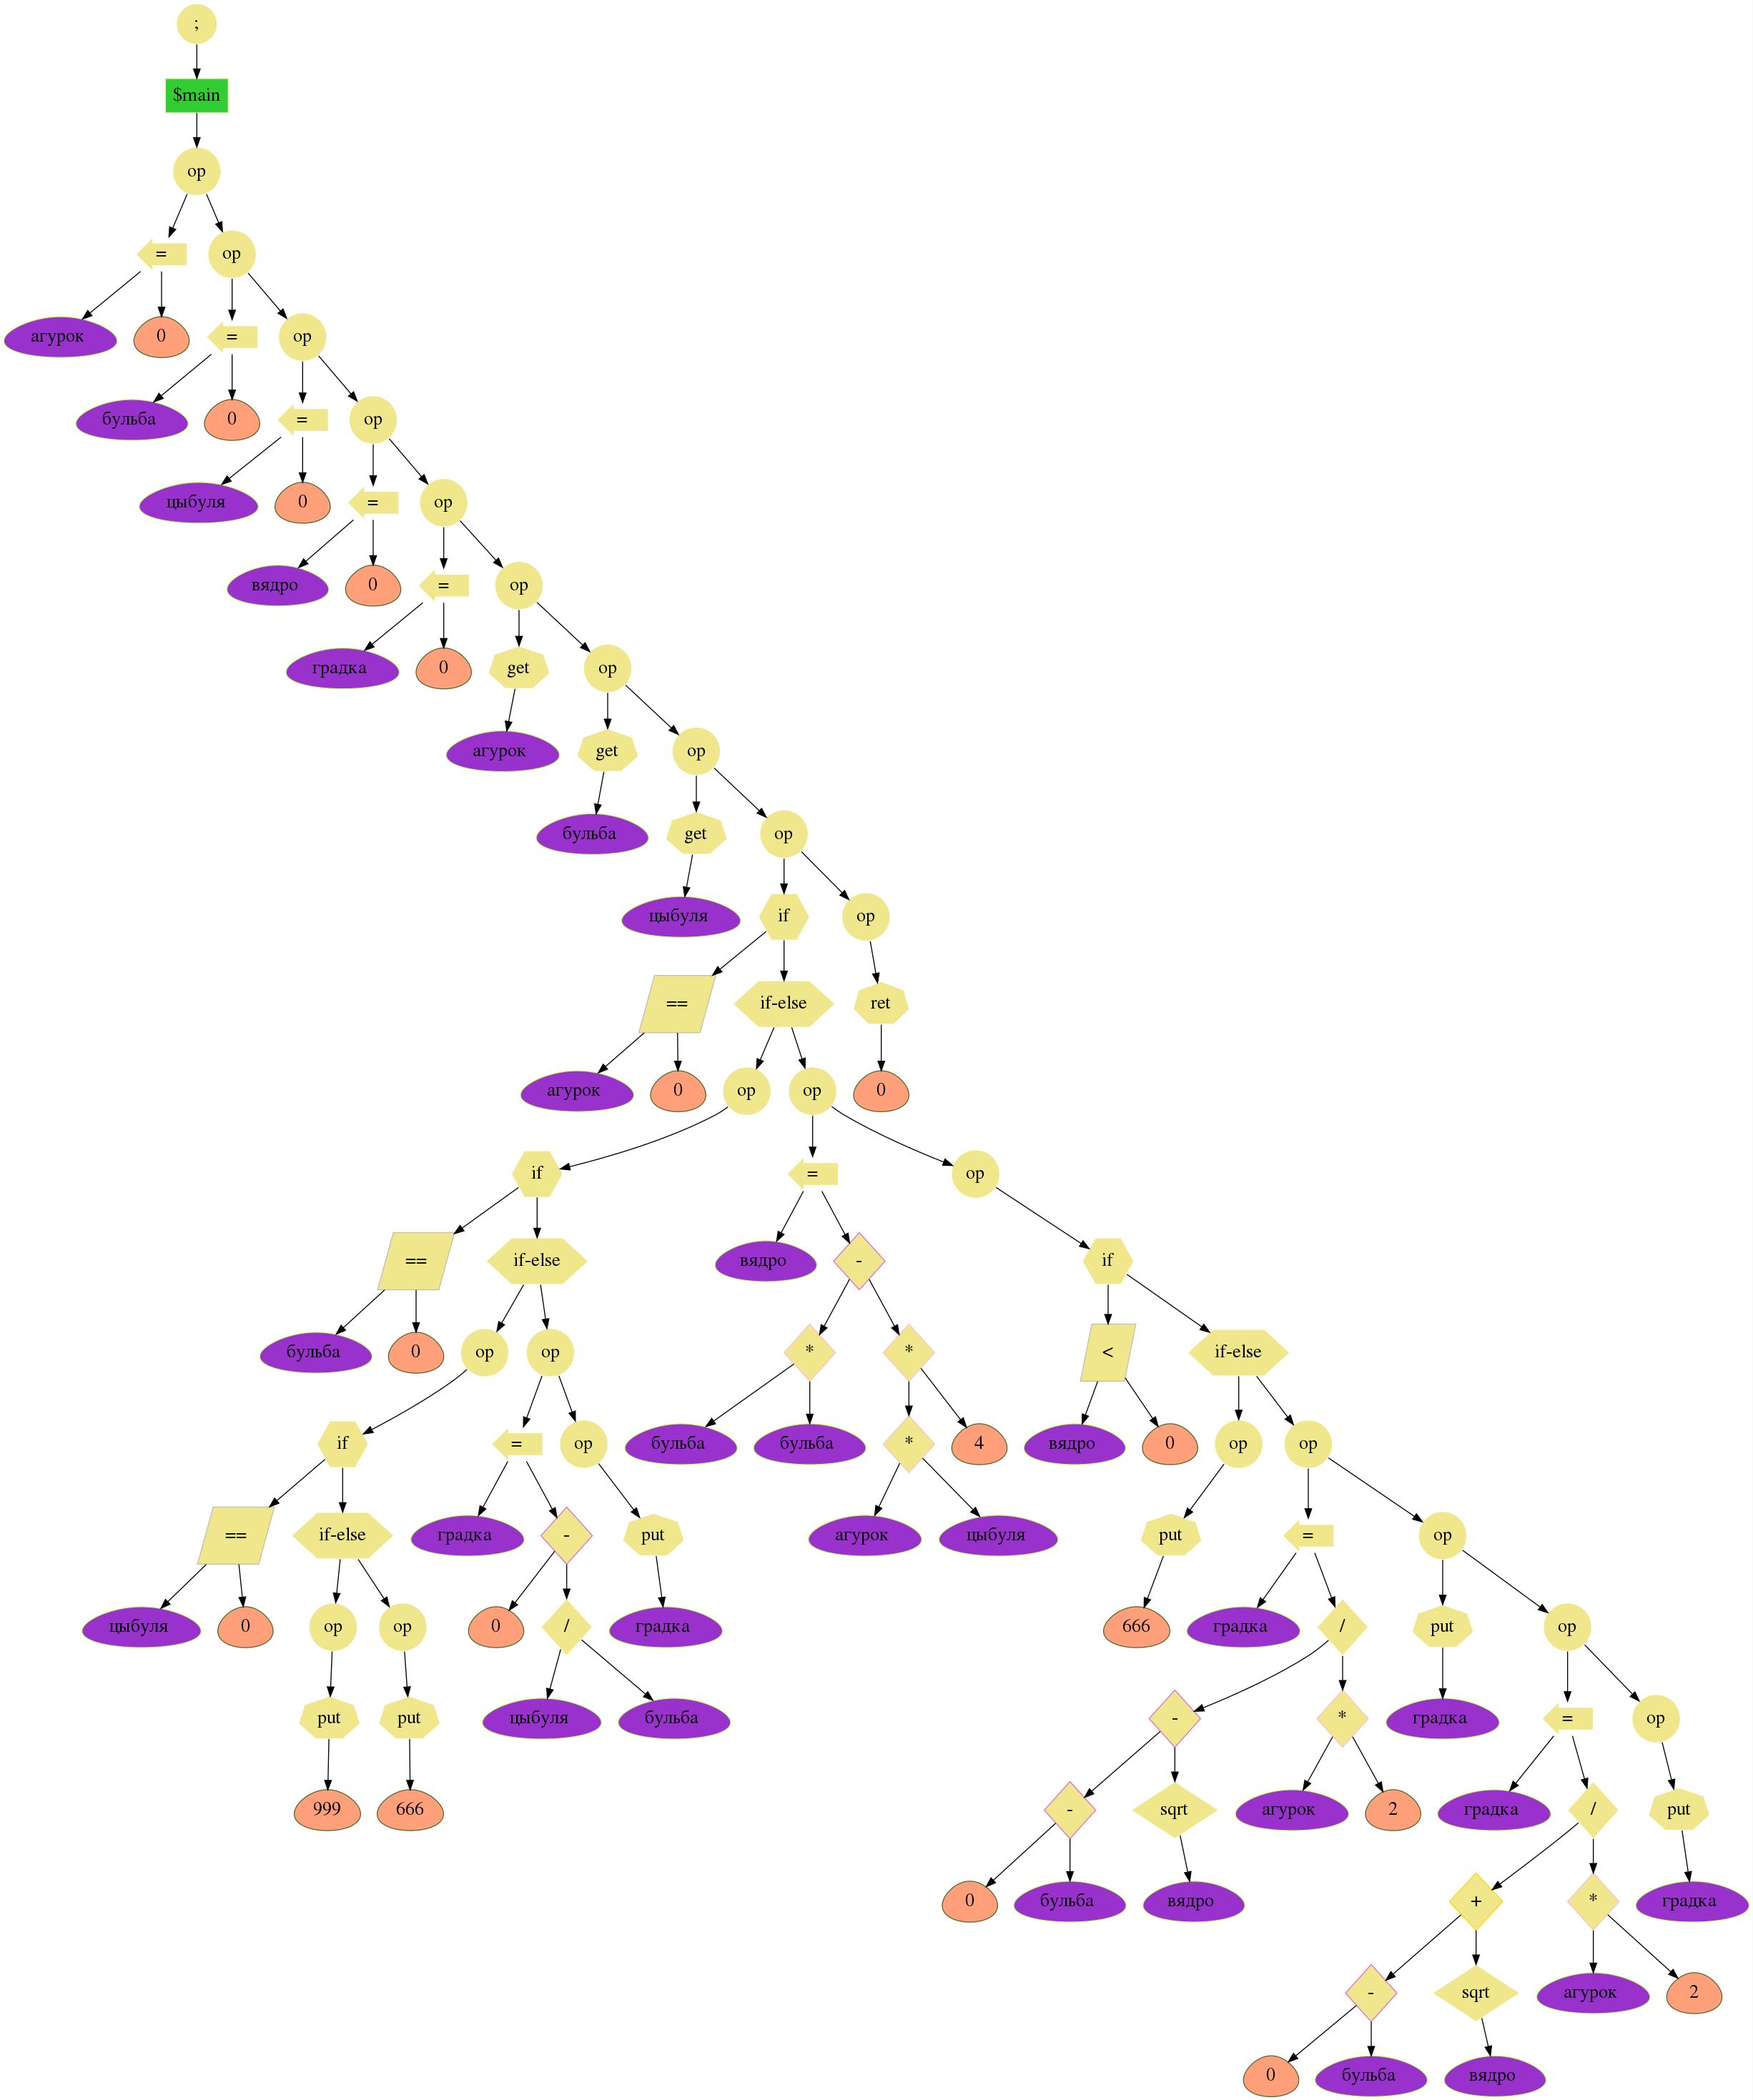 ;
$main
op
=
op
агурок
0
=
op
бульба
0
=
op
цыбуля
0
=
op
вядро
0
=
op
градка
0
get
op
агурок
get
op
бульба
get
op
цыбуля
if
op
==
if-else
ret
агурок
0
op
op
0
if
=
op
==
if-else
вядро
-
if
бульба
0
op
op
*
*
<
if-else
if
=
op
бульба
бульба
*
4
вядро
0
op
op
==
if-else
градка
-
put
агурок
цыбуля
put
=
op
цыбуля
0
op
op
0
/
градка
666
градка
/
put
op
put
put
цыбуля
бульба
-
*
градка
=
op
999
666
-
sqrt
агурок
2
градка
/
put
0
бульба
вядро
+
*
градка
-
sqrt
агурок
2
0
бульба
вядро